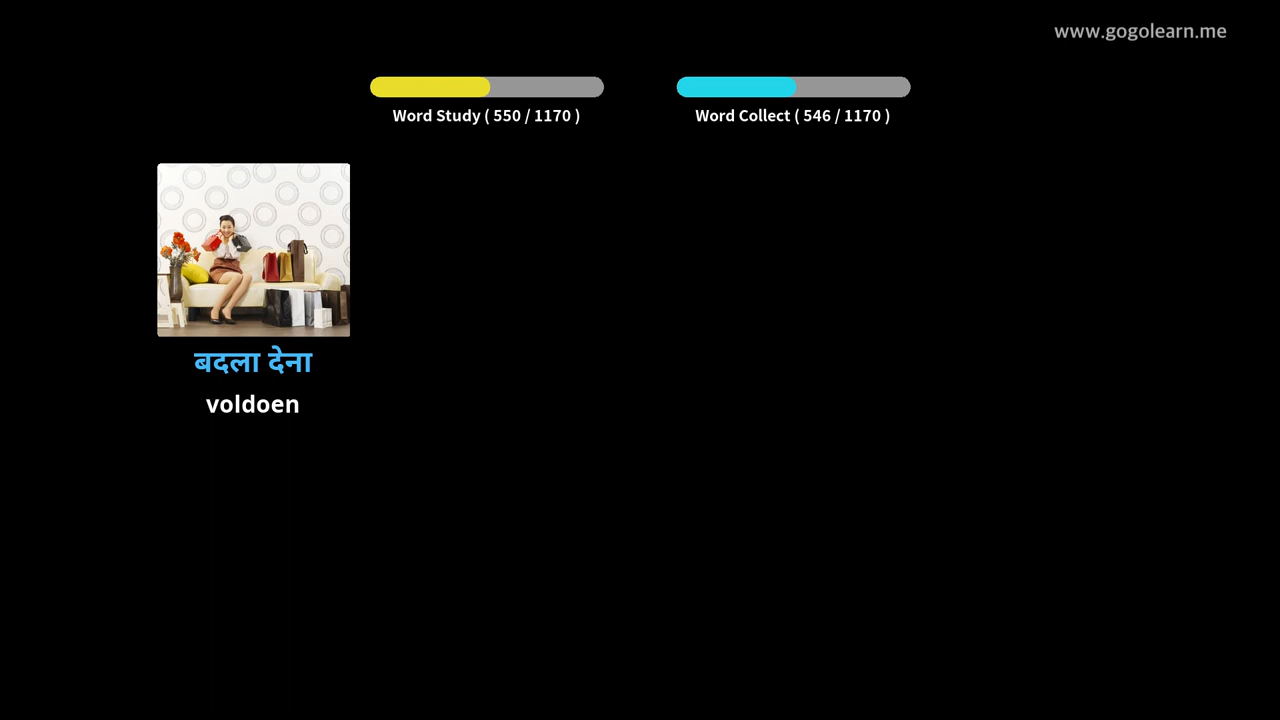 www.gogolearn.me
Word Study ( 550 / 1170 )
Word Collect ( 546 / 1170 )
बदला देना
voldoen